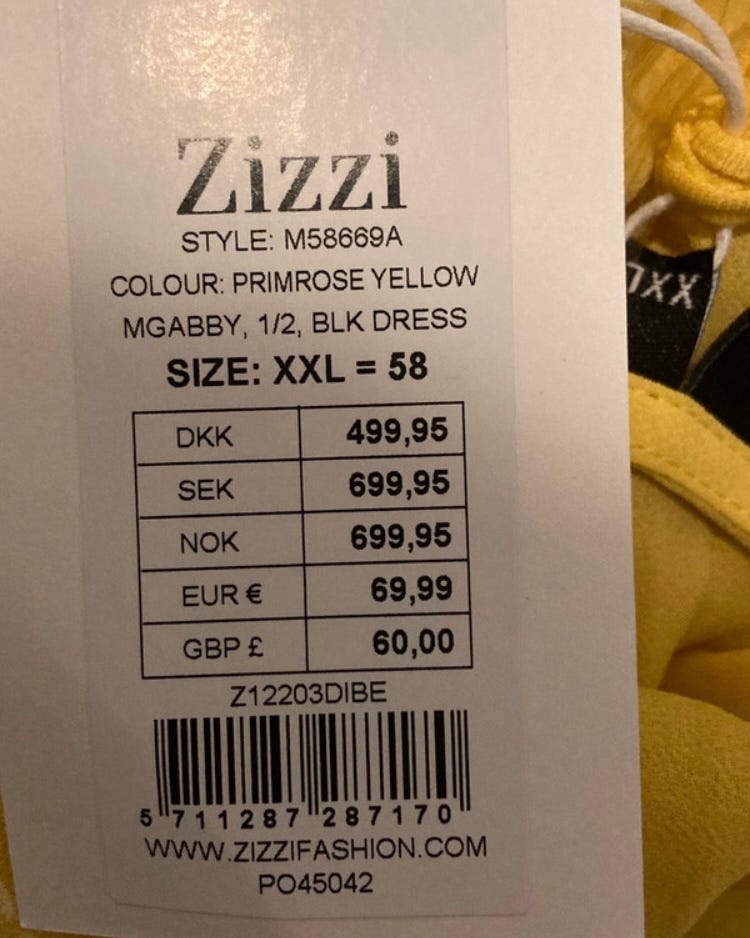 Zizzi
STYLE: M58669A
COLOUR: PRIMROSE YELLOW
MGABBY, 1/2, BLK DRESS
SIZE: XXL = 58
DKK 499,95
SEK 699,95
NOK 699,95
EUR € 69,99
GBP £ 60,00
Z12203DIBE
5 711287 287170
WWW.ZIZZIFASHION.COM
PO45042
XXL